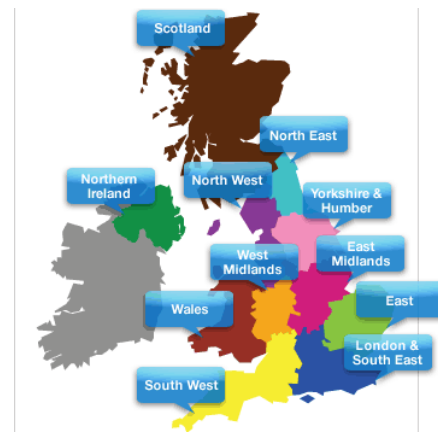 Scotland
North East
Northern
Ireland
North West
Yorkshire &
Humber
West
Midlands
East
Midlands
Wales
East
London &
South East
South West